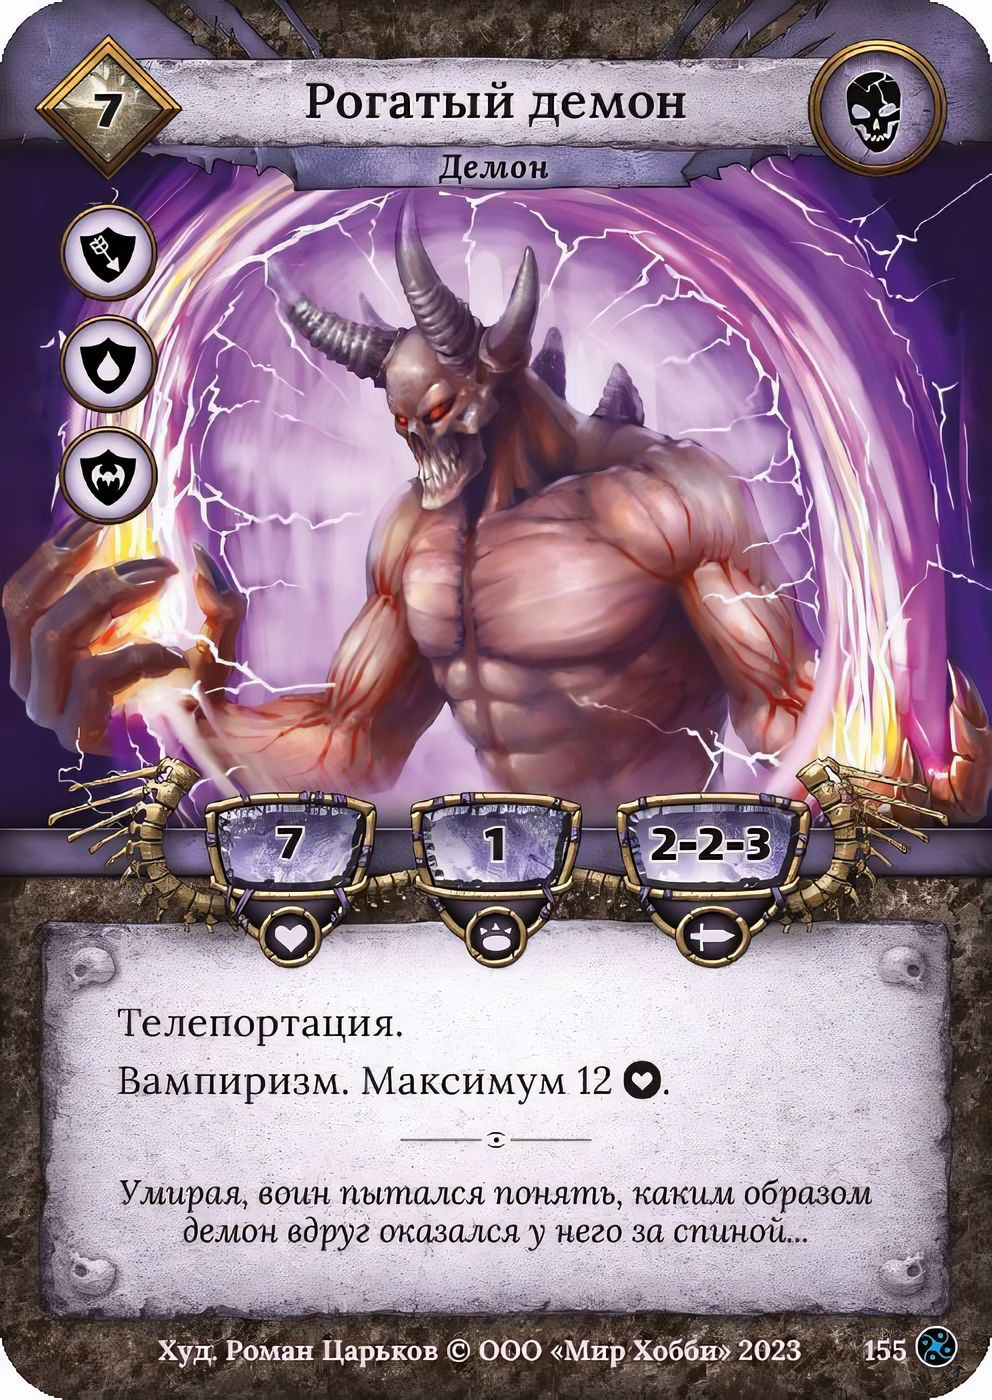 7
Рогатый демон
Демон
7
1
2-2-3
Телепортация.
Вампиризм. Максимум 12 .
Умирая, воин пытался понять, каким образом
демон вдруг оказался у него за спиной...
Худ. Роман Царьков © ООО «Мир Хобби» 2023
155